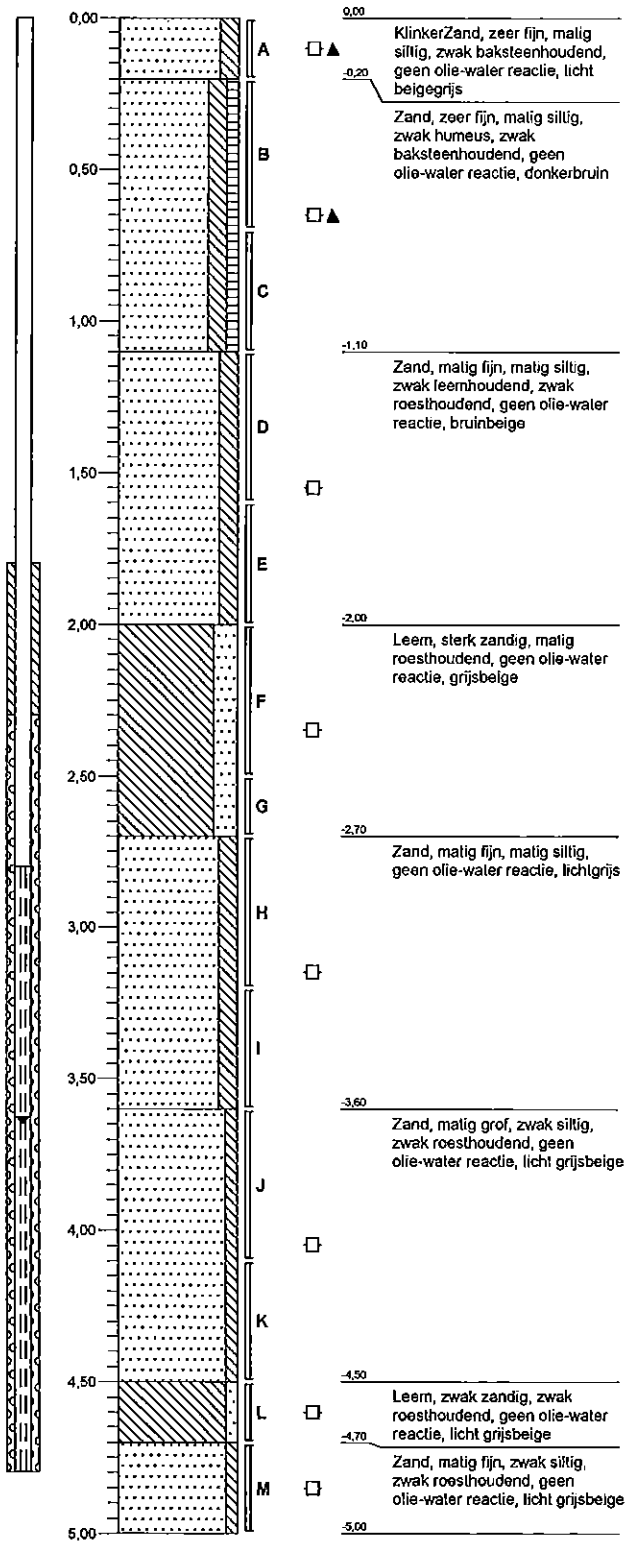 0,00
0,50
1,00
1,50
2,00
2,50
3,00
3,50
4,00
4,50
5,00
A
B
C
D
E
F
G
H
I
J
K
L
M
0,00
KlinkerZand, zeer fijn, matig
siltig, zwak baksteenhoudend,
geen olie-water reactie, licht
beigegrijs
-0,20
Zand, zeer fijn, matig siltig,
zwak humeus, zwak
baksteenhoudend, geen
olie-water reactie, donkerbruin
-1,10
Zand, matig fijn, matig siltig,
zwak leemhoudend, zwak
roesthoudend, geen olie-water
reactie, bruinbeige
-2,00
Leem, sterk zandig, matig
roesthoudend, geen olie-water
reactie, grijsbeige
-2,70
Zand, matig fijn, matig siltig,
geen olie-water reactie, lichtgrijs
-3,60
Zand, matig grof, zwak siltig,
zwak roesthoudend, geen
olie-water reactie, licht grijsbeige
-4,50
Leem, zwak zandig, zwak
roesthoudend, geen olie-water
reactie, licht grijsbeige
-4,70
Zand, matig fijn, zwak siltig,
zwak roesthoudend, geen
olie-water reactie, licht grijsbeige
-5,00